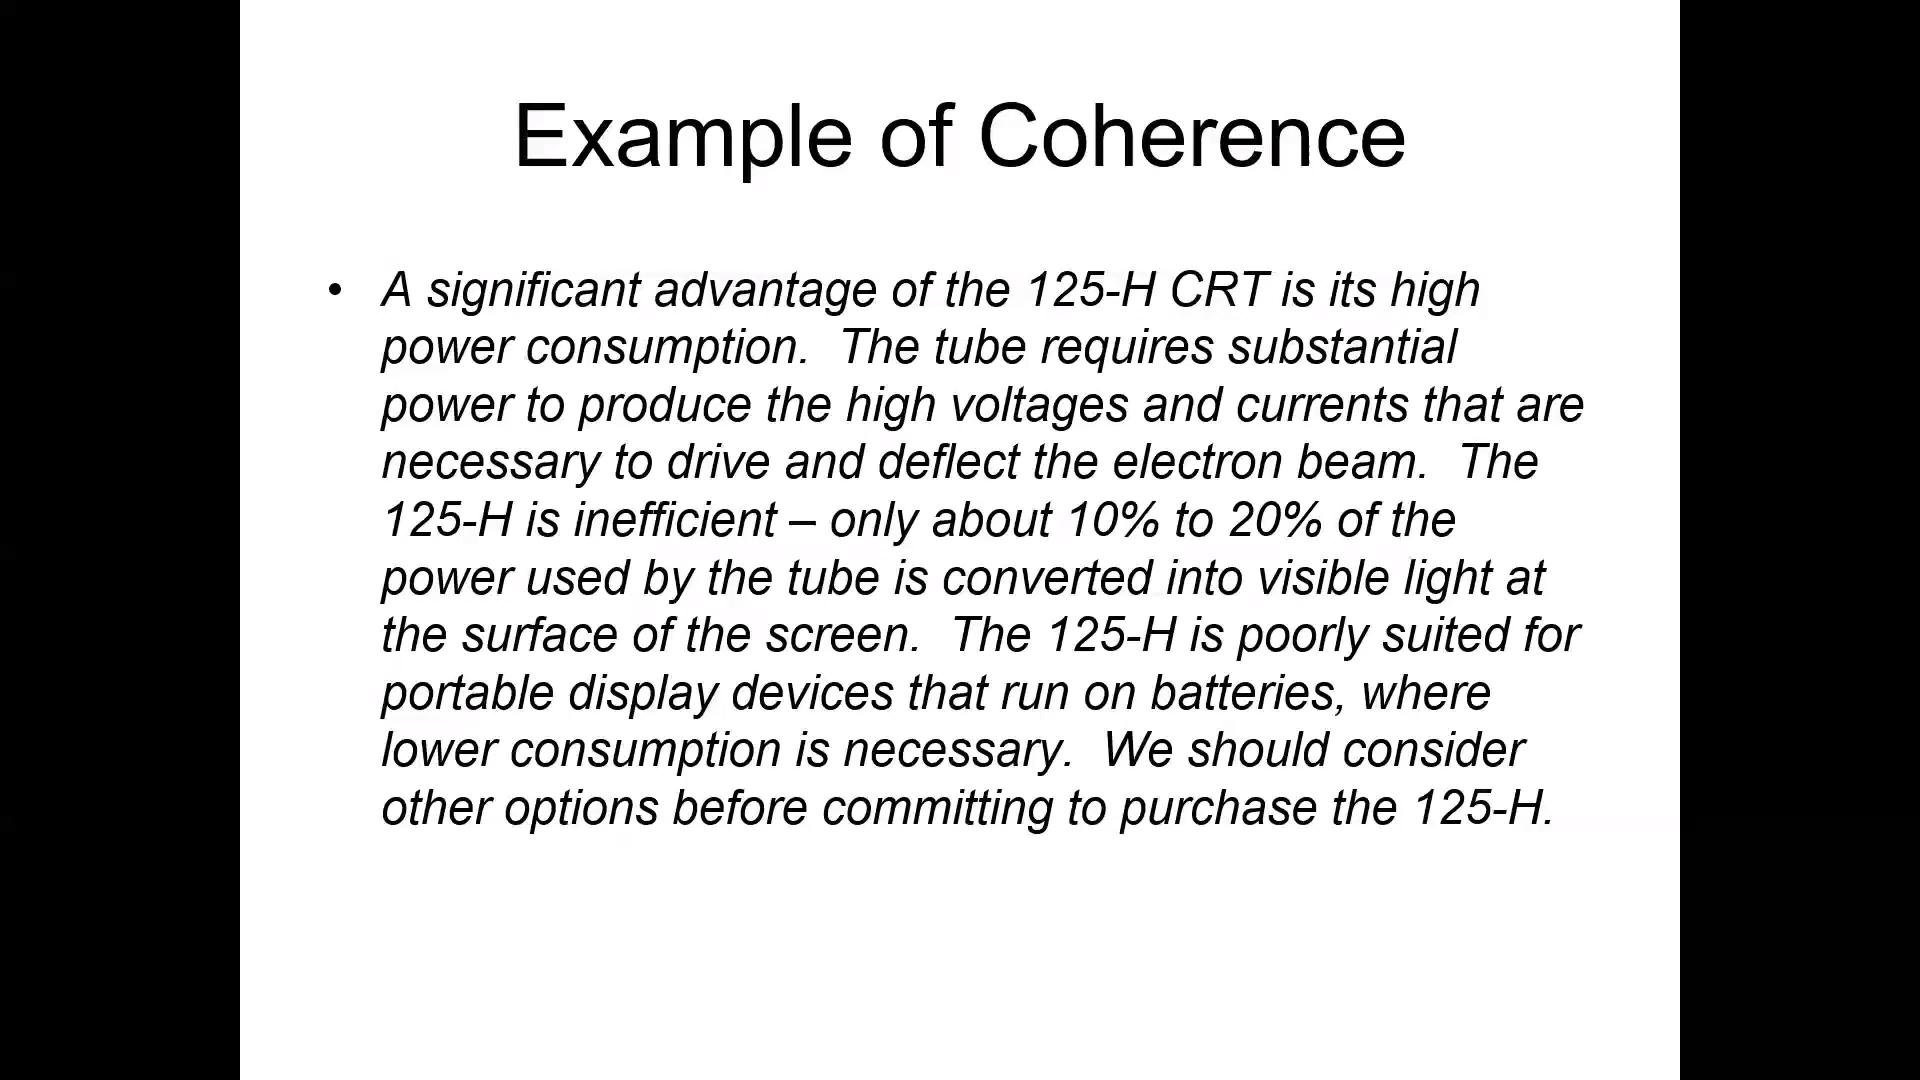 Example of Coherence
• A significant advantage of the 125-H CRT is its high
power consumption. The tube requires substantial
power to produce the high voltages and currents that are
necessary to drive and deflect the electron beam. The
125-H is inefficient – only about 10% to 20% of the
power used by the tube is converted into visible light at
the surface of the screen. The 125-H is poorly suited for
portable display devices that run on batteries, where
lower consumption is necessary. We should consider
other options before committing to purchase the 125-H.